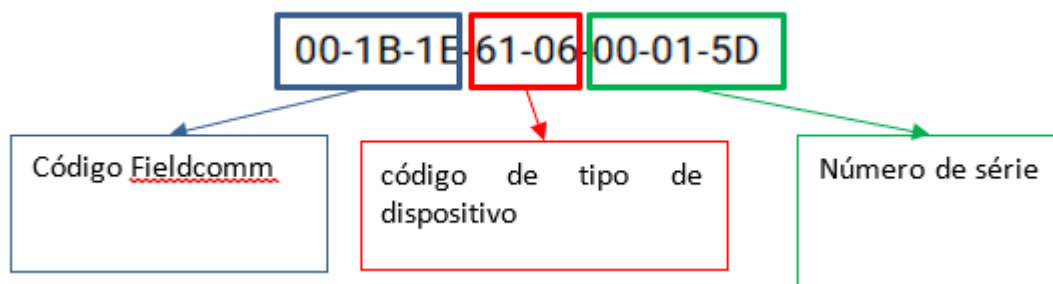 00-1B-1E-61-06-00-01-5D
Código Fieldcomm
código de tipo de
dispositivo
Número de série